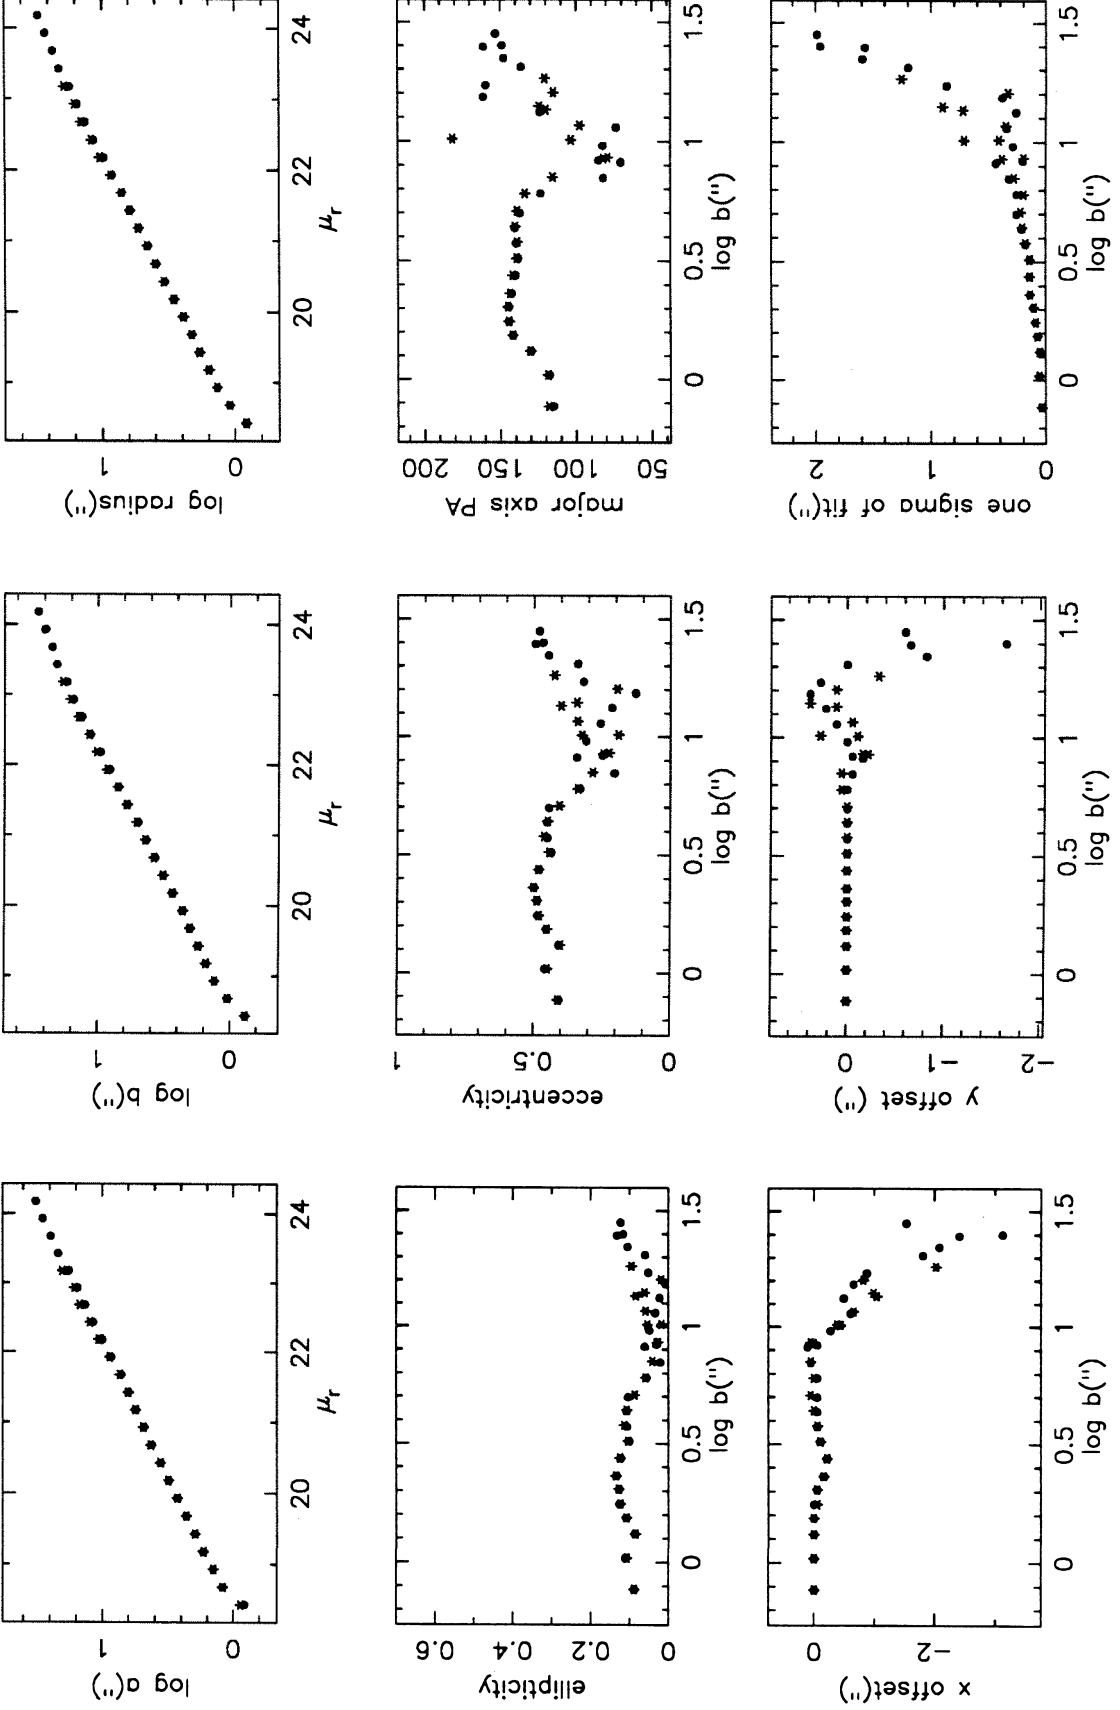 log a(")
1
0
20 22 24
μr
log b(")
1
0
20 22 24
μr
log radius(")
1
0
20 22 24
μr
ellipticity
0.6
0.4
0.2
0 0.5 1 1.5
log b(")
eccentricity
1
0.5
0
0 0.5 1 1.5
log b(")
major axis PA
200
150
100
50
0 0.5 1 1.5
log b(")
x offset(")
0
−2
0 0.5 1 1.5
log b(")
y offset (")
0
−1
−2
0 0.5 1 1.5
log b(")
one sigma of fit(")
2
1
0
0 0.5 1 1.5
log b(")